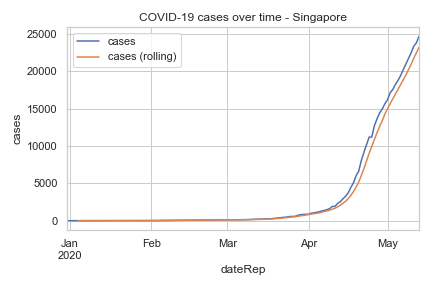 COVID-19 cases over time - Singapore
cases
cases (rolling)
25000
20000
15000
10000
5000
0
cases
Jan
2020
Feb
Mar
Apr
May
dateRep